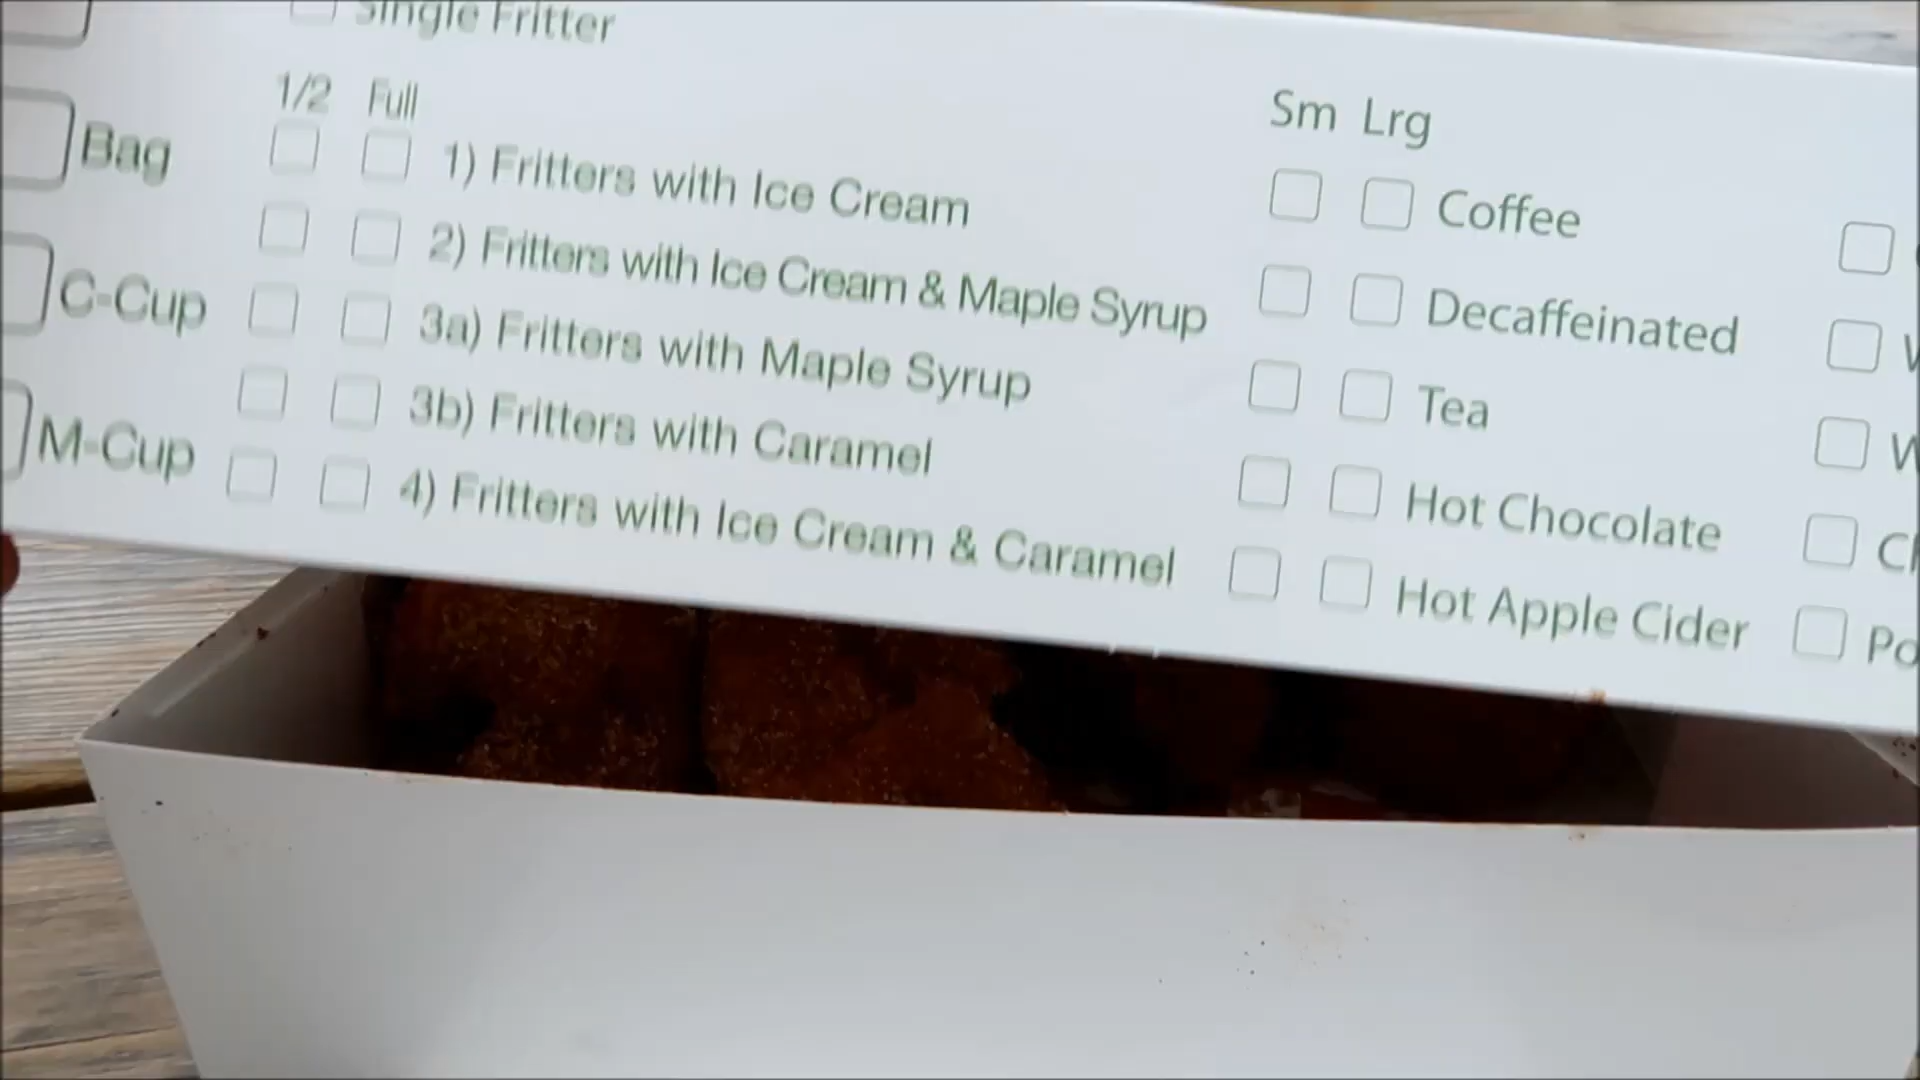 Single Fritter
1/2 Full
Bag
1) Fritters with Ice Cream
2) Fritters with Ice Cream & Maple Syrup
C-Cup
3a) Fritters with Maple Syrup
3b) Fritters with Caramel
M-Cup
4) Fritters with Ice Cream & Caramel
Sm Lrg
Coffee
Decaffeinated
Tea
Hot Chocolate
Hot Apple Cider